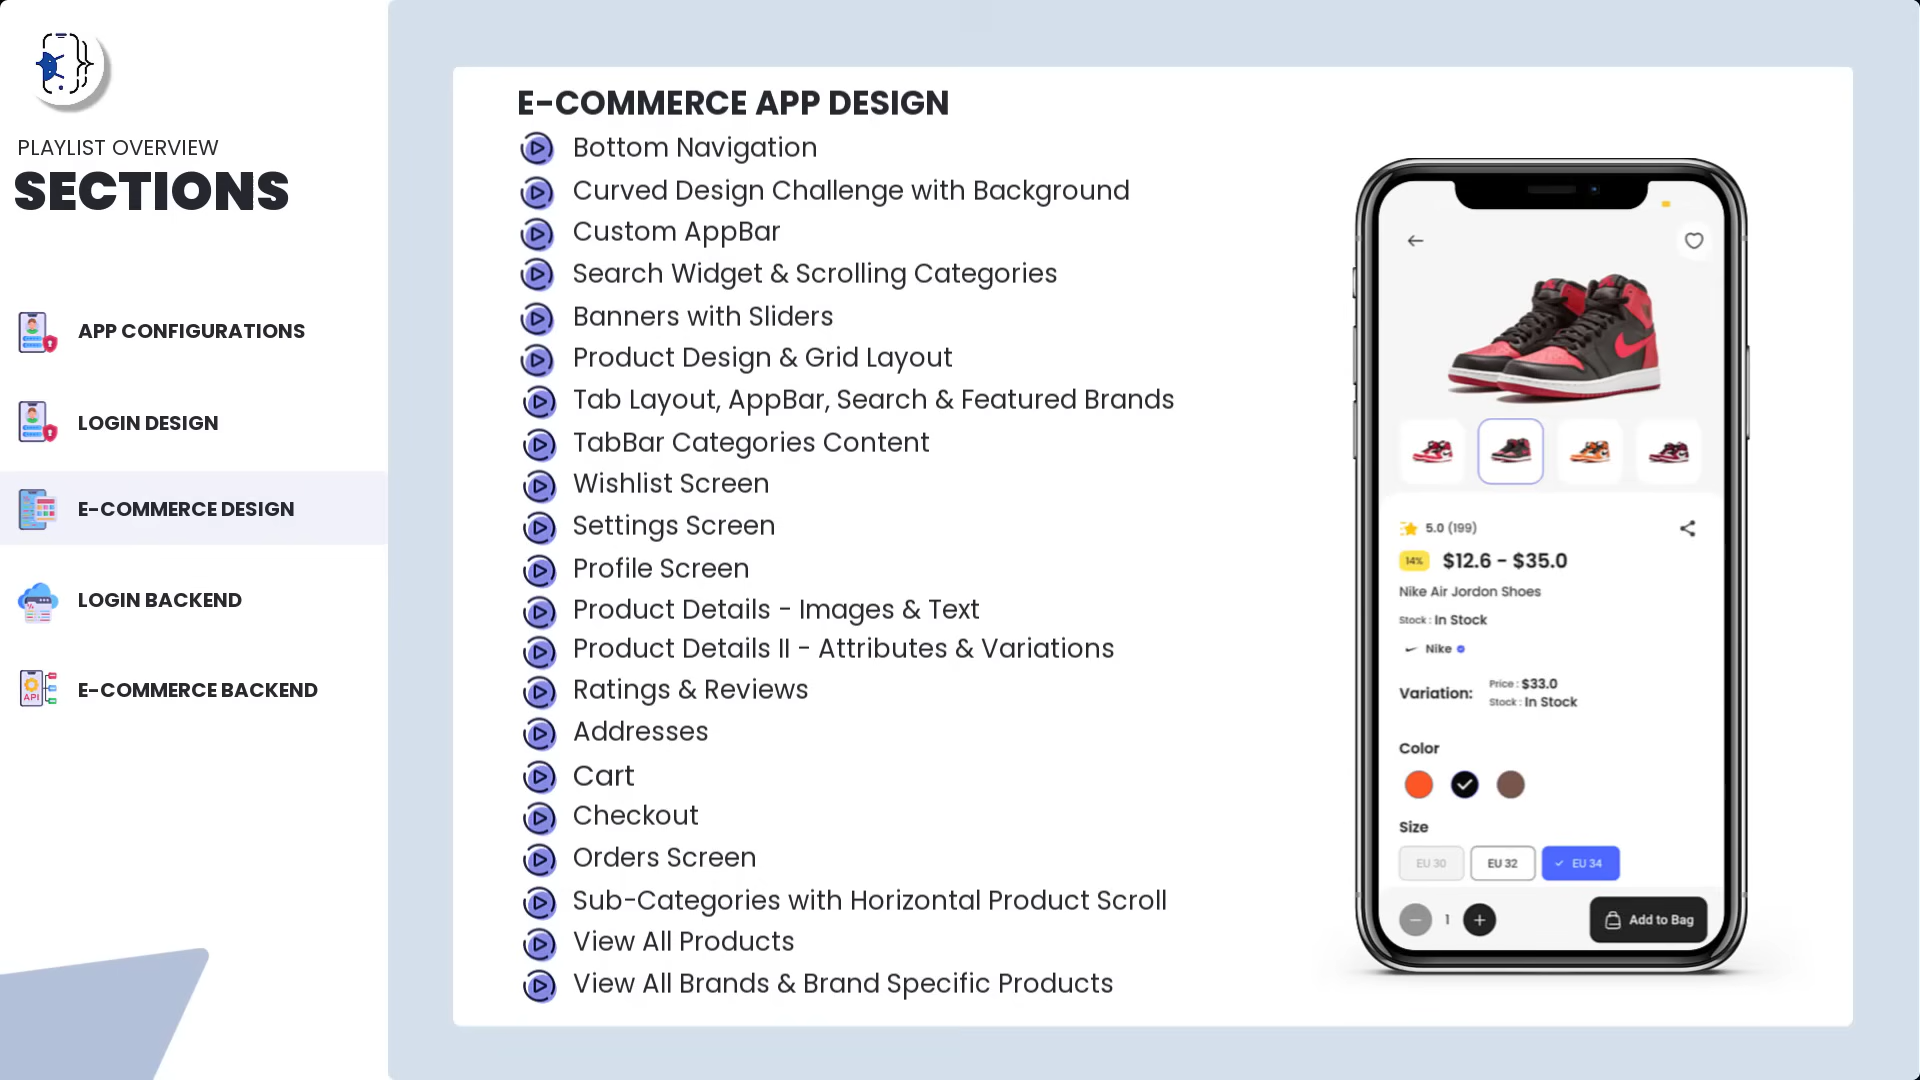 PLAYLIST OVERVIEW
SECTIONS
APP CONFIGURATIONS
LOGIN DESIGN
E-COMMERCE DESIGN
LOGIN BACKEND
API
E-COMMERCE BACKEND
E-COMMERCE APP DESIGN
Bottom Navigation
Curved Design Challenge with Background
Custom AppBar
Search Widget & Scrolling Categories
Banners with Sliders
Product Design & Grid Layout
Tab Layout, AppBar, Search & Featured Brands
TabBar Categories Content
Wishlist Screen
Settings Screen
Profile Screen
Product Details - Images & Text
Product Details II - Attributes & Variations
Ratings & Reviews
Addresses
Cart
Checkout
Orders Screen
Sub-Categories with Horizontal Product Scroll
View All Products
View All Brands & Brand Specific Products
5.0 (199)
14% $12.6 - $35.0
Nike Air Jordon Shoes
Stock : In Stock
Nike
Variation:
Price : $33.0
Stock : In Stock
Color
Size
EU 30 EU 32 EU 34
1
Add to Bag